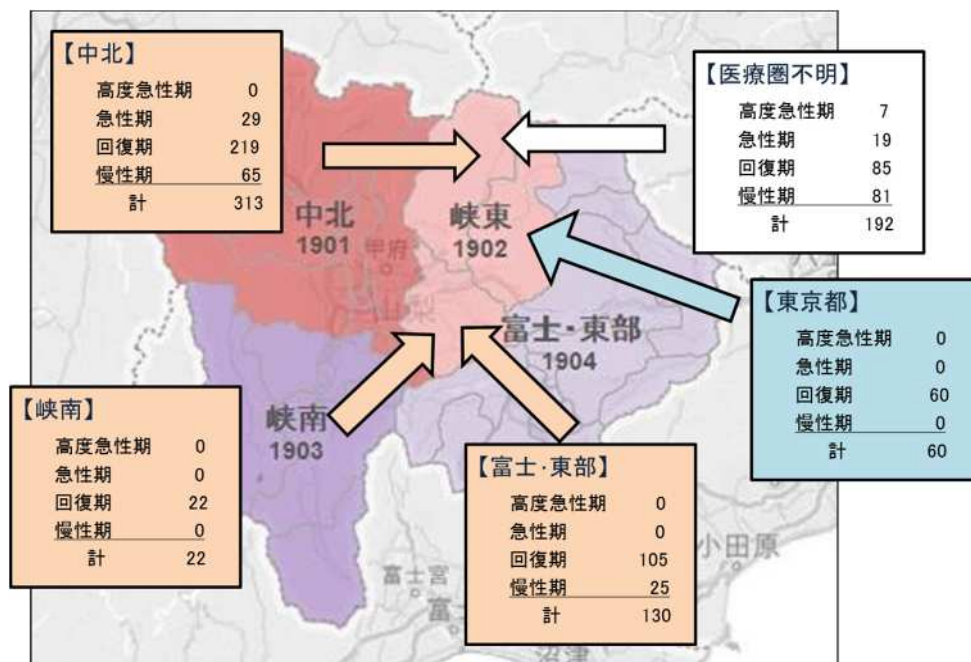 【中北】
高度急性期 0
急性期 29
回復期 219
慢性期 65
計 313
【医療圏不明】
高度急性期 7
急性期 19
回復期 85
慢性期 81
計 192
中北
1901
甲府
山梨
峡東
1902
富士・東部
1904
【東京都】
高度急性期 0
急性期 0
回復期 60
慢性期 0
計 60
峡南
1903
【峡南】
高度急性期 0
急性期 0
回復期 22
慢性期 0
計 22
【富士・東部】
高度急性期 0
急性期 0
回復期 105
慢性期 25
計 130
小田原
富士宮
富
沼津